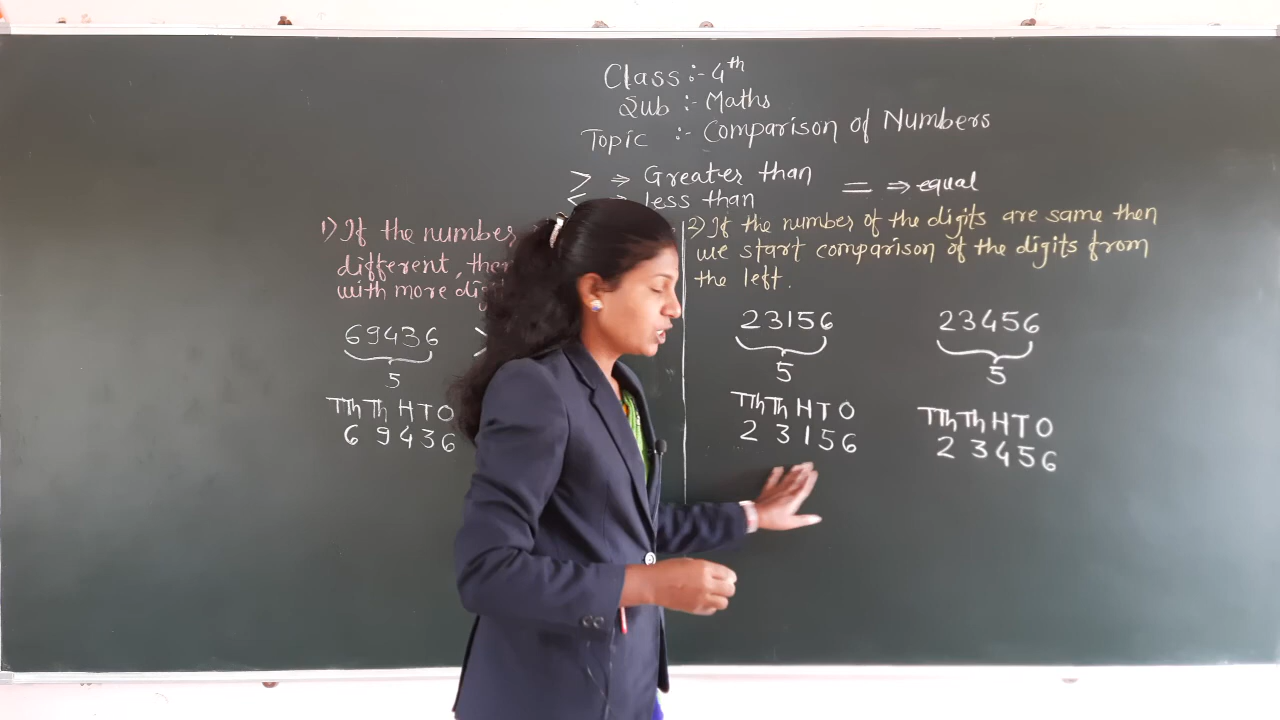 Class :- 4th
Sub :- Maths
Topic :- Comparison of Numbers
> ⇒ Greater than
= ⇒ equal
< ⇒ less than
1) If the number
different, then
with more
69436 >
5
TTh Th H T O
6 9 4 3 6
2) If the number of the digits are same then
we start comparison of the digits from
the left.
23156 23456
5 5
TTh Th H T O TTh Th H T O
2 3 1 5 6 2 3 4 5 6